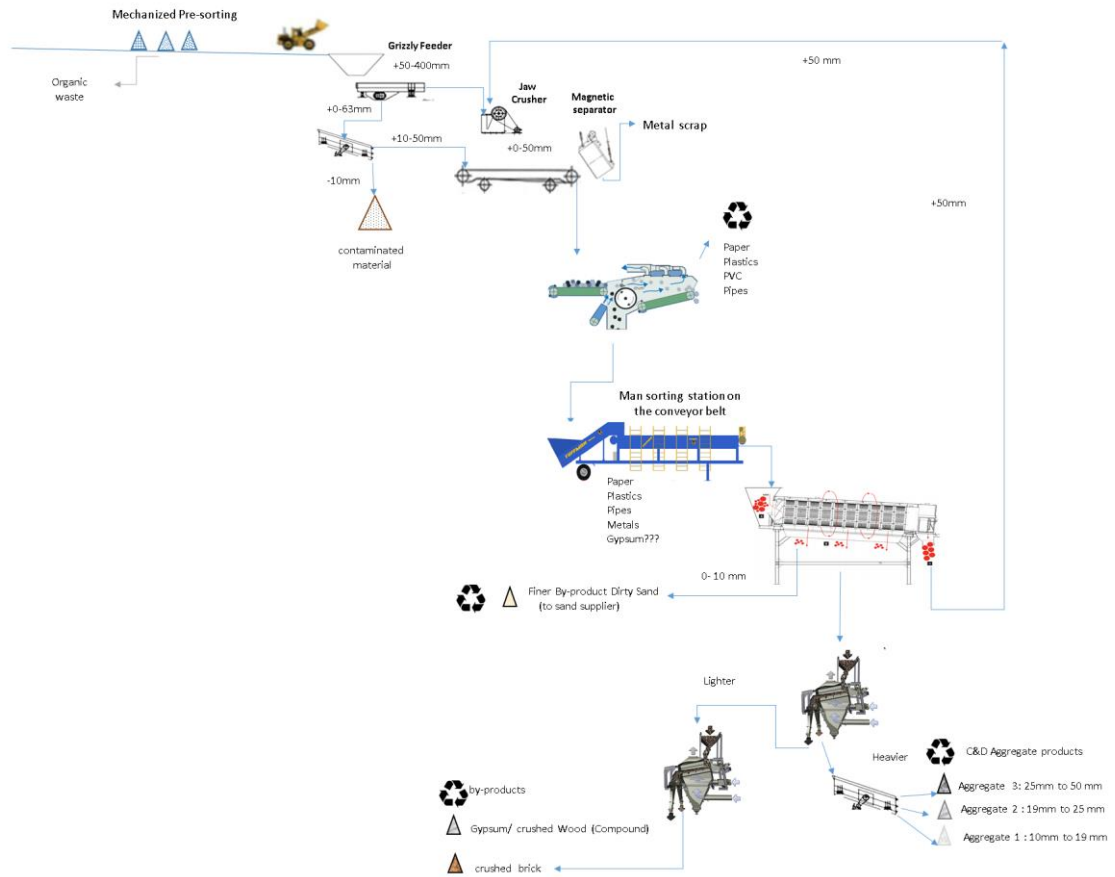 Mechanized Pre-sorting
Grizzly Feeder
+50-400mm
+50 mm
Organic
waste
Jaw
Crusher
Magnetic
separator
+0-63mm
Metal scrap
+10-50mm
+0-50mm
-10mm
+50mm
contaminated
material
Paper
Plastics
PVC
Pipes
Man sorting station on
the conveyor belt
Paper
Plastics
Pipes
Metals
Gypsum???
0- 10 mm
Finer By-product Dirty Sand
(to sand supplier)
Lighter
Heavier
C&D Aggregate products
by-products
Aggregate 3: 25mm to 50 mm
Aggregate 2 : 19mm to 25 mm
Aggregate 1 : 10mm to 19 mm
Gypsum/ crushed Wood (Compound)
crushed brick